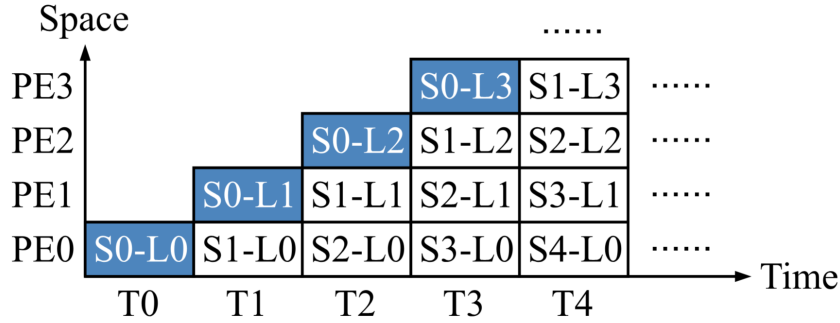 Space
......
PE3 S0-L3 S1-L3 ......
PE2 S0-L2 S1-L2 S2-L2 ......
PE1 S0-L1 S1-L1 S2-L1 S3-L1 ......
PE0 S0-L0 S1-L0 S2-L0 S3-L0 S4-L0 ......
Time
T0 T1 T2 T3 T4